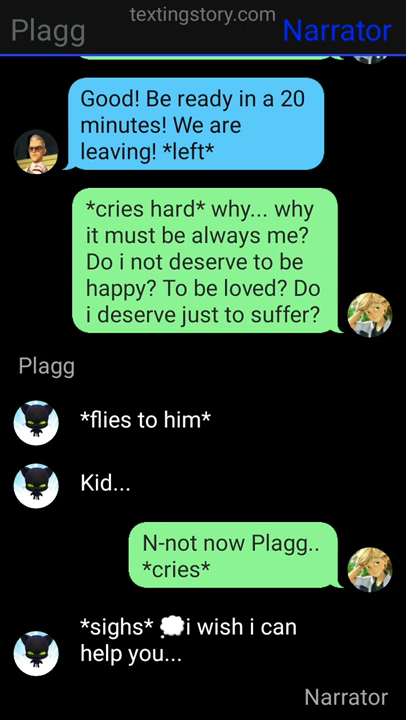 textingstory.com
Plagg
Narrator
Good! Be ready in a 20
minutes! We are
leaving! *left*
*cries hard* why... why
it must be always me?
Do i not deserve to be
happy? To be loved? Do
i deserve just to suffer?
Plagg
*flies to him*
Kid...
N-not now Plagg..
*cries*
*sighs* 💭i wish i can
help you...
Narrator